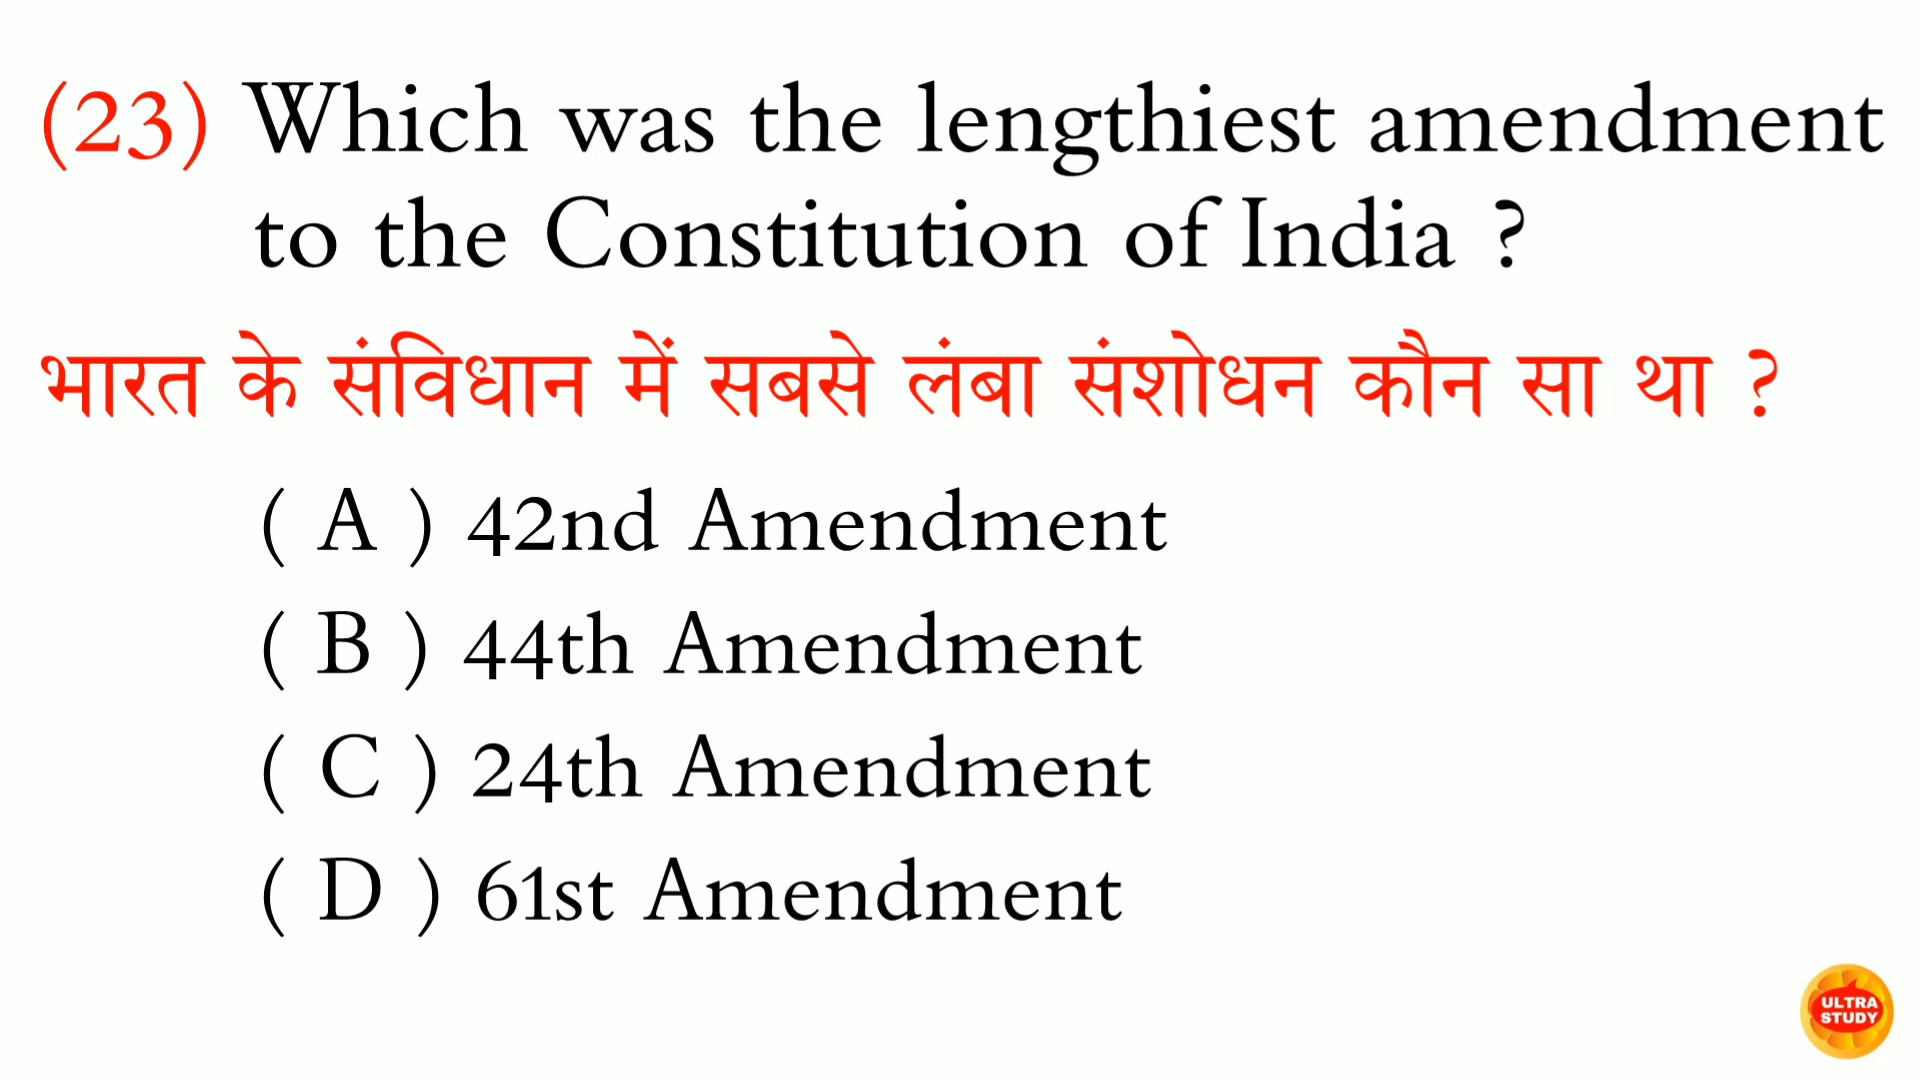 (23) Which was the lengthiest amendment
to the Constitution of India ?
भारत के संविधान में सबसे लंबा संशोधन कौन सा था ?
( A ) 42nd Amendment
( B ) 44th Amendment
( C ) 24th Amendment
( D ) 61st Amendment
ULTRA
STUDY